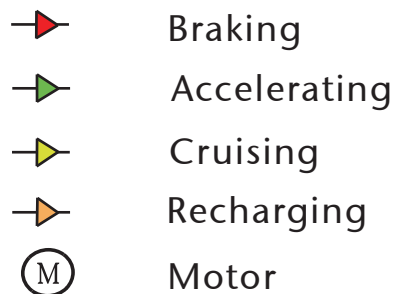 Braking
Accelerating
Cruising
Recharging
M Motor